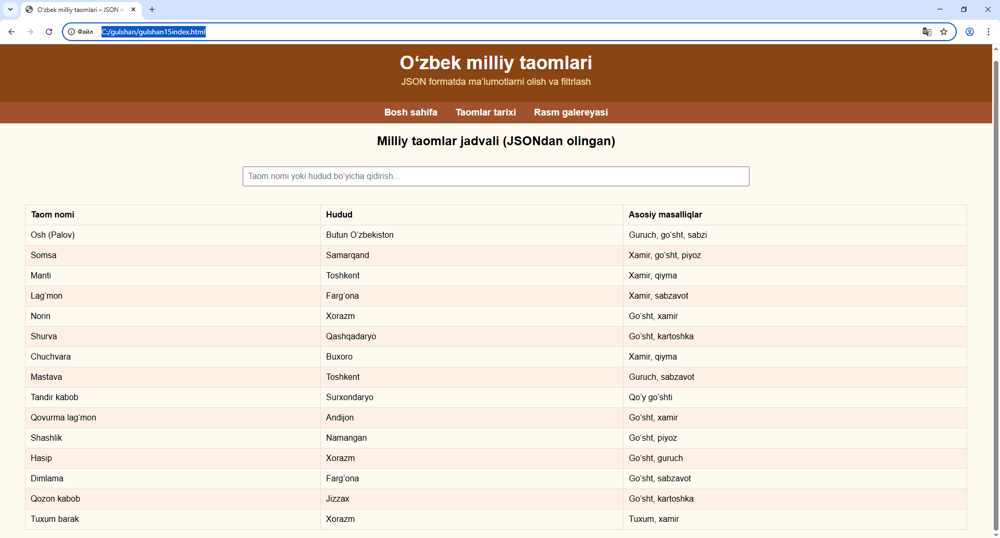 O‘zbek milliy taomlari – JSON
Файл C:/gulshan/gulshan15index.html
O‘zbek milliy taomlari
JSON formatda ma’lumotlarni olish va filtrlash
Bosh sahifa Taomlar tarixi Rasm galereyasi
Milliy taomlar jadvali (JSONdan olingan)
Taom nomi yoki hudud bo‘yicha qidirish...
Taom nomi Hudud Asosiy masalliqlar
Osh (Palov) Butun O‘zbekiston Guruch, go‘sht, sabzi
Somsa Samarqand Xamir, go‘sht, piyoz
Manti Toshkent Xamir, qiyma
Lag‘mon Farg‘ona Xamir, sabzavot
Norin Xorazm Go‘sht, xamir
Shurva Qashqadaryo Go‘sht, kartoshka
Chuchvara Buxoro Xamir, qiyma
Mastava Toshkent Guruch, sabzavot
Tandir kabob Surxondaryo Qo‘y go‘shti
Qovurma lag‘mon Andijon Go‘sht, xamir
Shashlik Namangan Go‘sht, piyoz
Hasip Xorazm Go‘sht, guruch
Dimlama Farg‘ona Go‘sht, sabzavot
Qozon kabob Jizzax Go‘sht, kartoshka
Tuxum barak Xorazm Tuxum, xamir